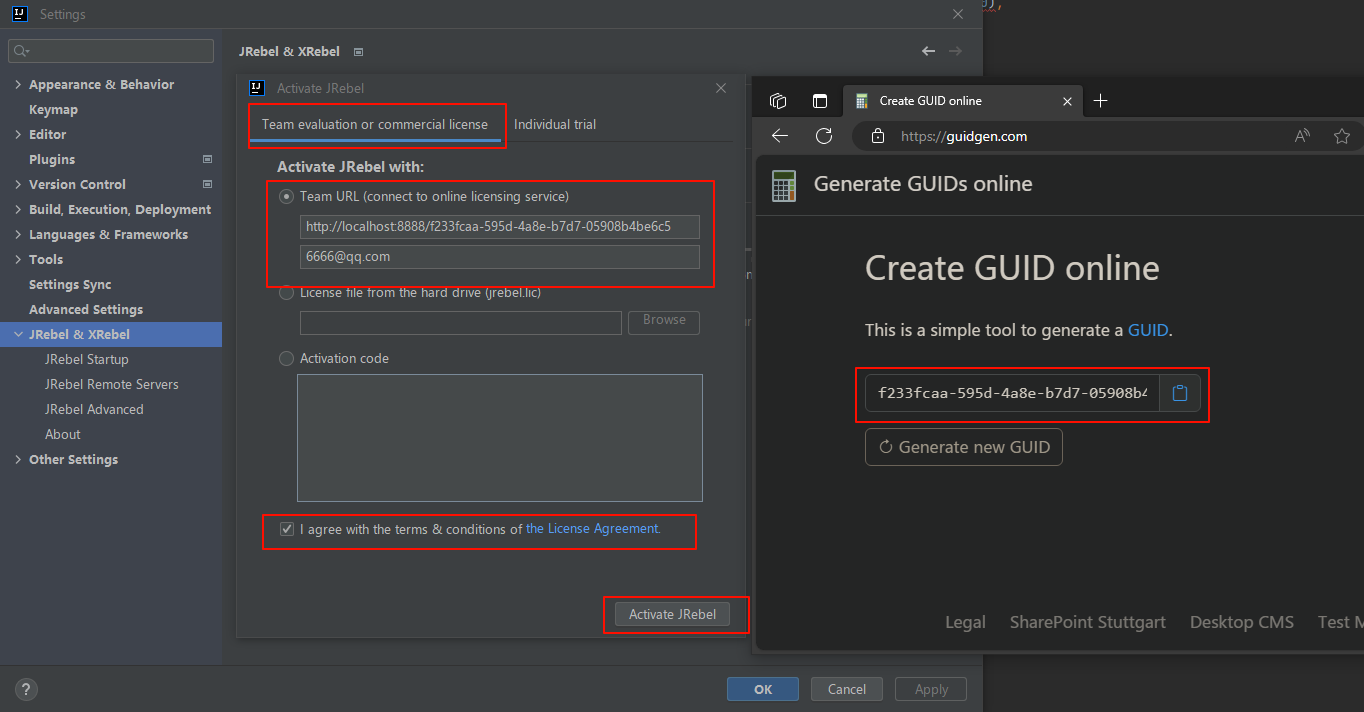 Settings
JRebel & XRebel
Appearance & Behavior
Keymap
Editor
Plugins
Version Control
Build, Execution, Deployment
Languages & Frameworks
Tools
Settings Sync
Advanced Settings
JRebel & XRebel
JRebel Startup
JRebel Remote Servers
JRebel Advanced
About
Other Settings
Activate JRebel
Team evaluation or commercial license
Individual trial
Activate JRebel with:
Team URL (connect to online licensing service)
http://localhost:8888/f233fcaa-595d-4a8e-b7d7-05908b4be6c5
6666@qq.com
License file from the hard drive (jrebel.lic)
Browse
Activation code
I agree with the terms & conditions of the License Agreement.
Activate JRebel
?
OK
Cancel
Apply
Create GUID online
https://guidgen.com
Generate GUIDs online
Create GUID online
This is a simple tool to generate a GUID.
f233fcaa-595d-4a8e-b7d7-05908b4
Generate new GUID
Legal
SharePoint Stuttgart
Desktop CMS
Test